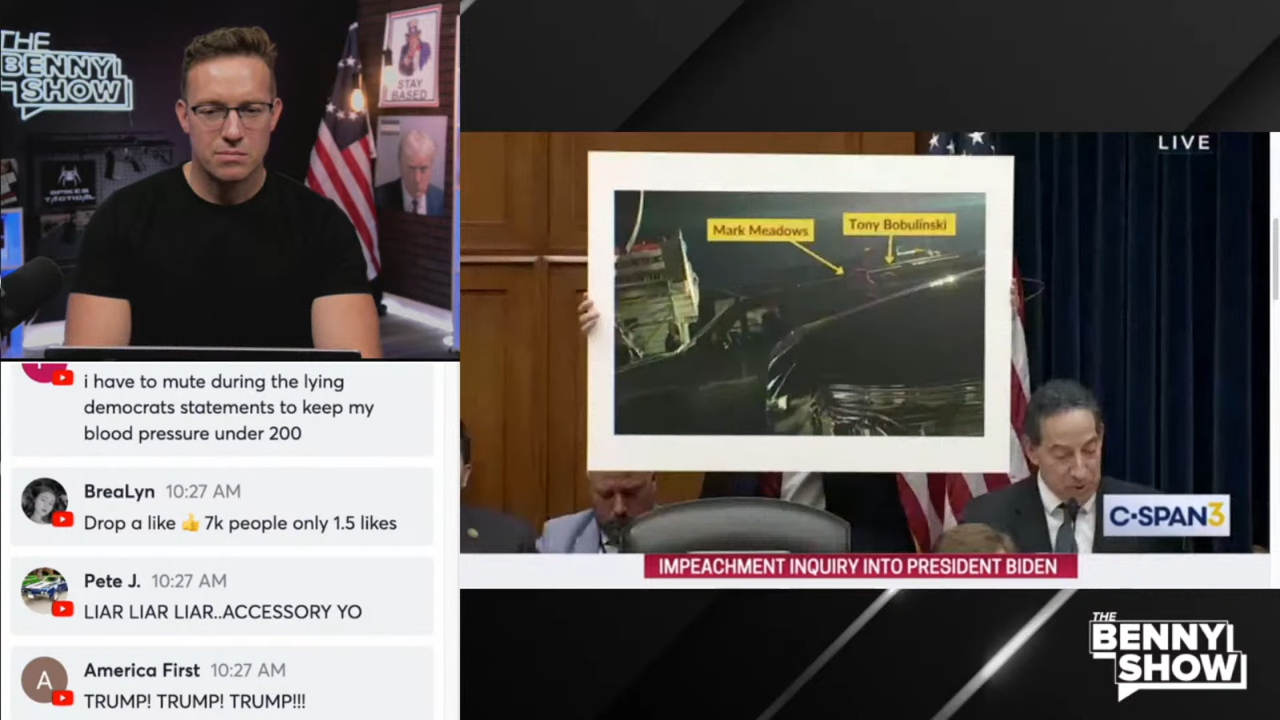 THE
BENNY
SHOW
STAY
BASED
SPIKE'S
TACTICAL
i have to mute during the lying
democrats statements to keep my
blood pressure under 200
BreaLyn 10:27 AM
Drop a like 👍 7k people only 1.5 likes
Pete J. 10:27 AM
LIAR LIAR LIAR..ACCESSORY YO
A
America First 10:27 AM
TRUMP! TRUMP! TRUMP!!!
LIVE
Mark Meadows
Tony Bobulinski
C·SPAN3
IMPEACHMENT INQUIRY INTO PRESIDENT BIDEN
THE
BENNY
SHOW